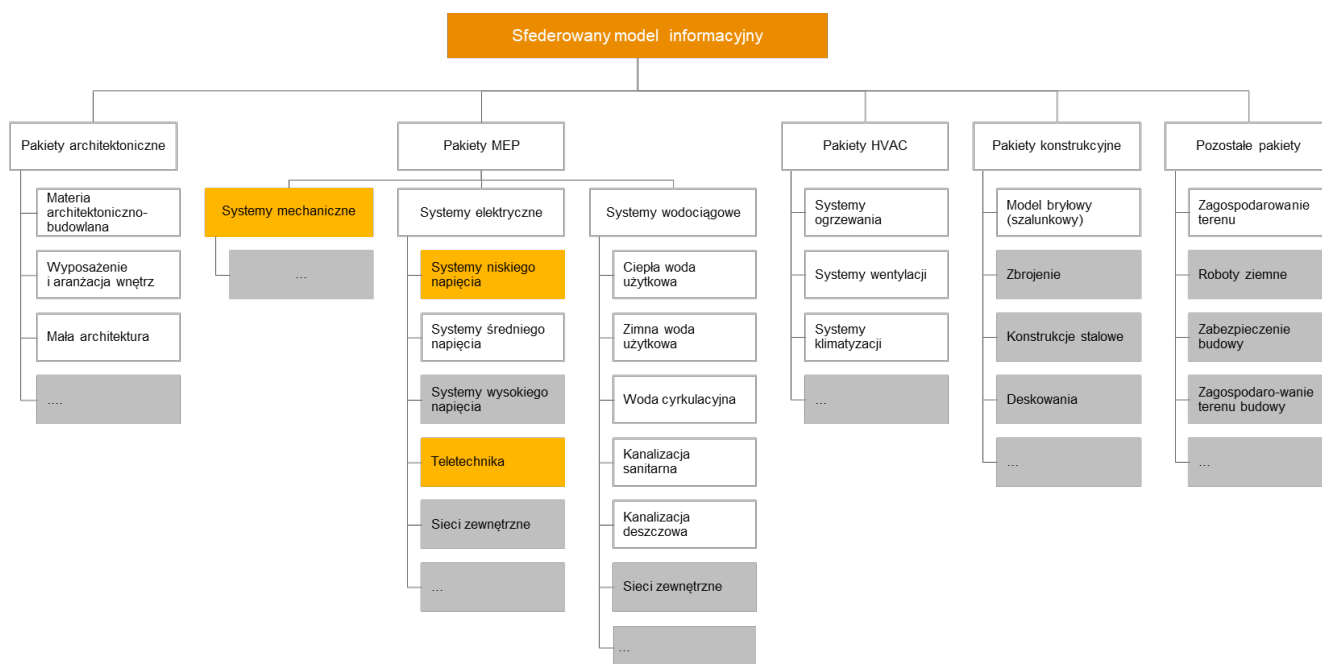 Sfederowany model informacyjny
Pakiety architektoniczne
Pakiety MEP
Pakiety HVAC
Pakiety konstrukcyjne
Pozostałe pakiety
Materia
architektoniczno-
budowlana
Wyposażenie
i aranżacja wnętrz
Mała architektura
....
Systemy mechaniczne
...
Systemy elektryczne
Systemy niskiego
napięcia
Systemy średniego
napięcia
Systemy wysokiego
napięcia
Teletechnika
Sieci zewnętrzne
...
Systemy wodociągowe
Ciepła woda
użytkowa
Zimna woda
użytkowa
Woda cyrkulacyjna
Kanalizacja
sanitarna
Kanalizacja
deszczowa
Sieci zewnętrzne
...
Systemy
ogrzewania
Systemy wentylacji
Systemy
klimatyzacji
...
Model bryłowy
(szalunkowy)
Zbrojenie
Konstrukcje stalowe
Deskowania
...
Zagospodarowanie
terenu
Roboty ziemne
Zabezpieczenie
budowy
Zagospodaro-wanie
terenu budowy
...